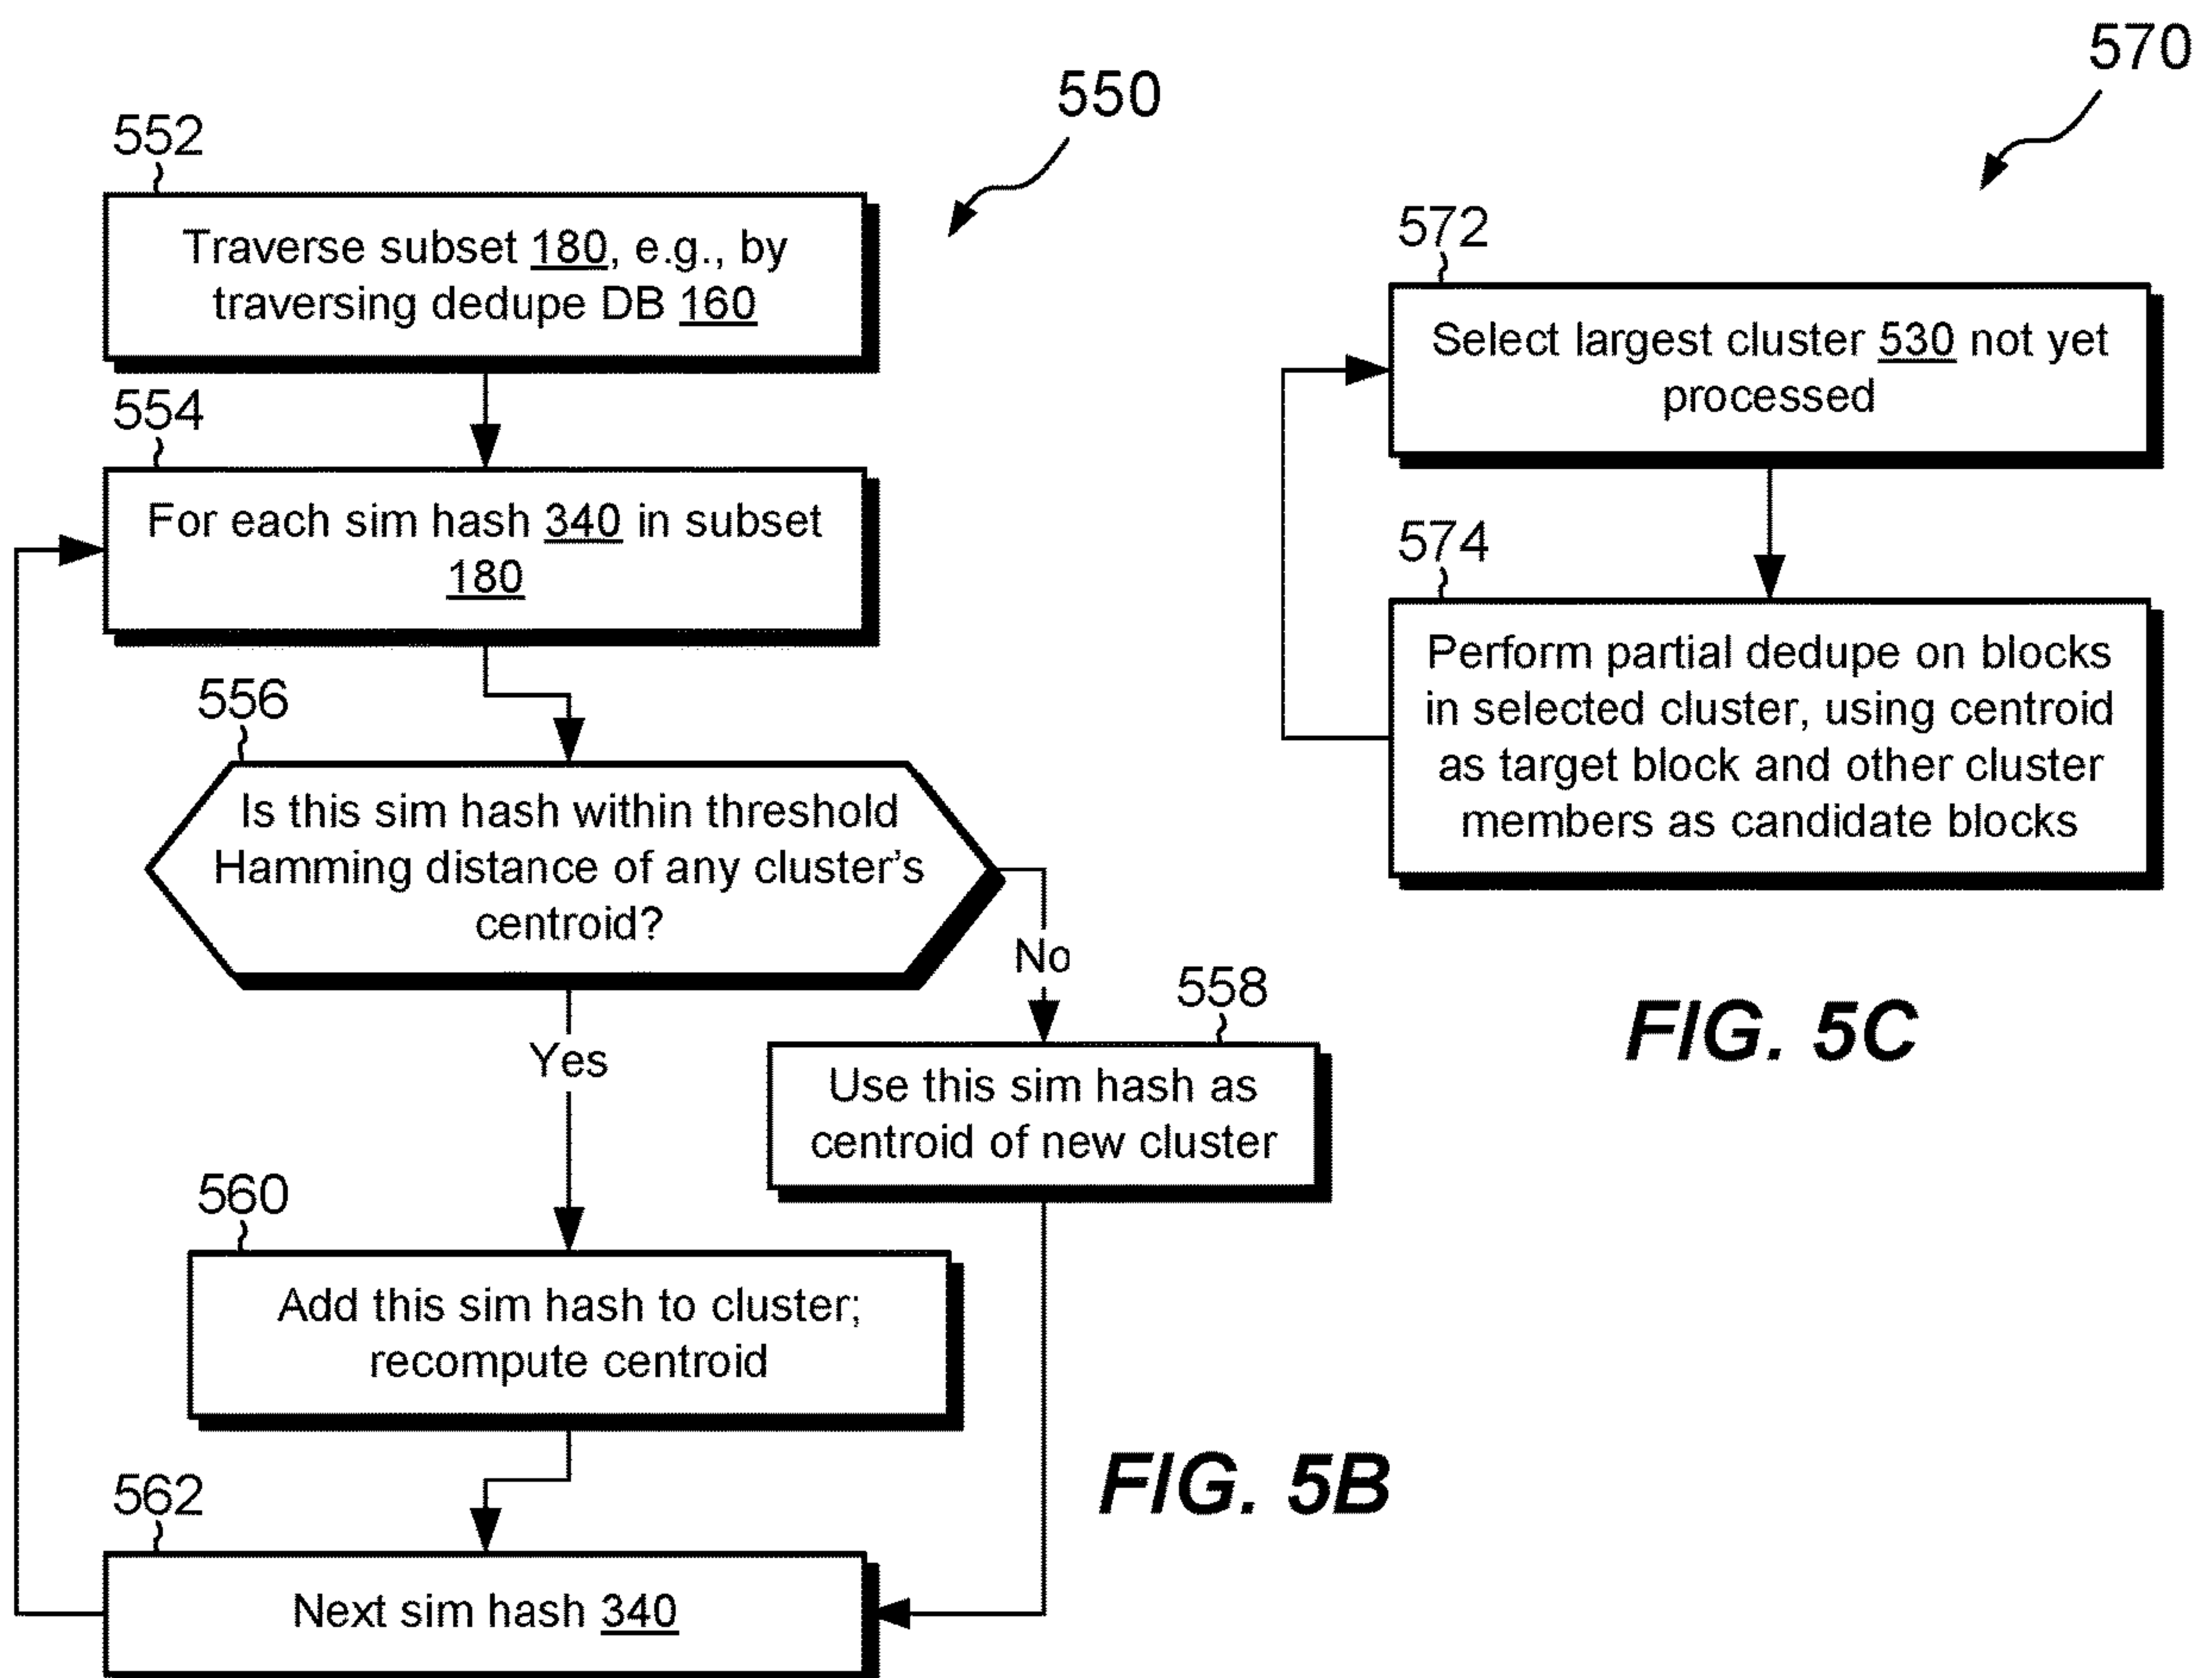 550
552
Traverse subset 180, e.g., by
traversing dedupe DB 160
554
For each sim hash 340 in subset
180
556
Is this sim hash within threshold
Hamming distance of any cluster's
centroid?
No
Yes
558
Use this sim hash as
centroid of new cluster
560
Add this sim hash to cluster;
recompute centroid
562
Next sim hash 340
FIG. 5B
570
572
Select largest cluster 530 not yet
processed
574
Perform partial dedupe on blocks
in selected cluster, using centroid
as target block and other cluster
members as candidate blocks
FIG. 5C